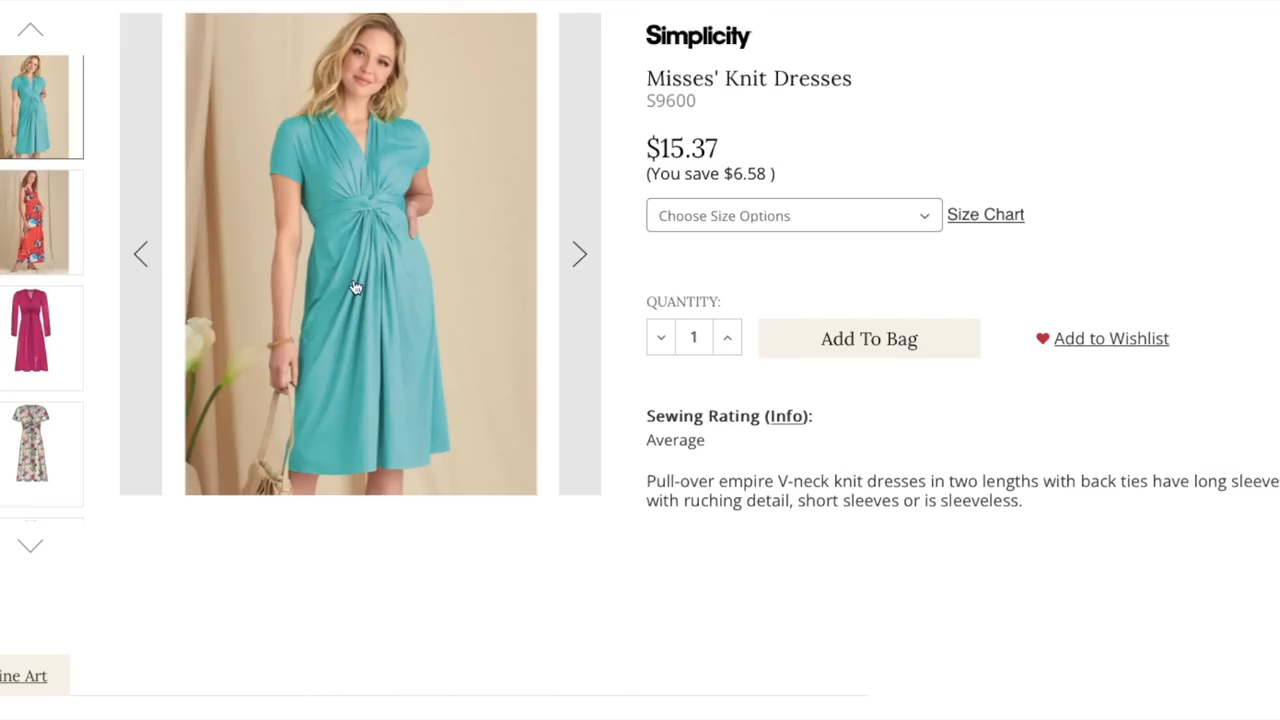 Simplicity
Misses' Knit Dresses
S9600
$15.37
(You save $6.58 )
Choose Size Options
Size Chart
QUANTITY:
1
Add To Bag
Add to Wishlist
Sewing Rating (Info):
Average
Pull-over empire V-neck knit dresses in two lengths with back ties have long sleeve
with ruching detail, short sleeves or is sleeveless.
ine Art